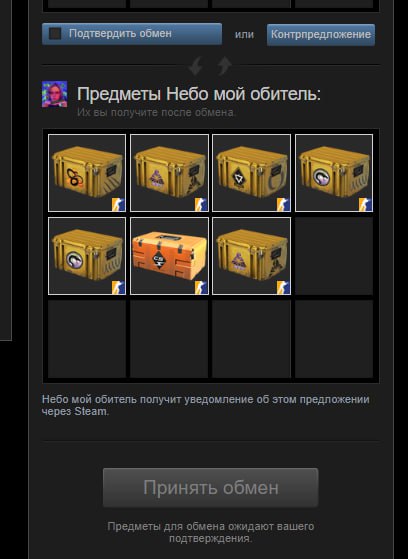 Подтвердить обмен или Контрпредложение
Предметы Небо мой обитель:
Их вы получите после обмена.
Небо мой обитель получит уведомление об этом предложении
через Steam.
Принять обмен
Предметы для обмена ожидают вашего
подтверждения.